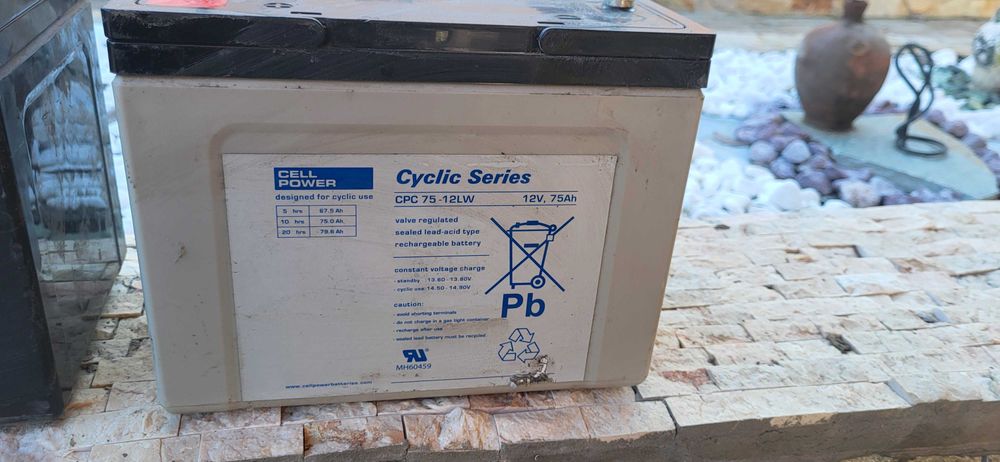 CELL
POWER
designed for cyclic use
5 hrs 67.5 Ah
10 hrs 75.0 Ah
20 hrs 79.6 Ah
Cyclic Series
CPC 75-12LW 12V, 75Ah
valve regulated
sealed lead-acid type
rechargeable battery
constant voltage charge
- standby :13.60 - 13.80V
- cyclic use: 14.50 - 14.90V
caution:
- avoid shorting terminals
- do not charge in a gas tight container
- recharge after use
- sealed lead battery must be recycled
Pb
MH60459
www.cellpowerbatteries.com